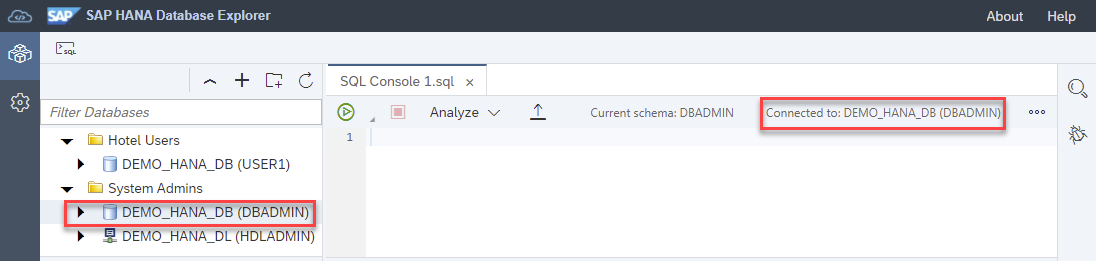 SAP SAP HANA Database Explorer
About Help
SQL
SQL Console 1.sql ×
Filter Databases
Analyze
Current schema: DBADMIN
Connected to: DEMO_HANA_DB (DBADMIN)
1
Hotel Users
DEMO_HANA_DB (USER1)
System Admins
DEMO_HANA_DB (DBADMIN)
DEMO_HANA_DL (HDLADMIN)